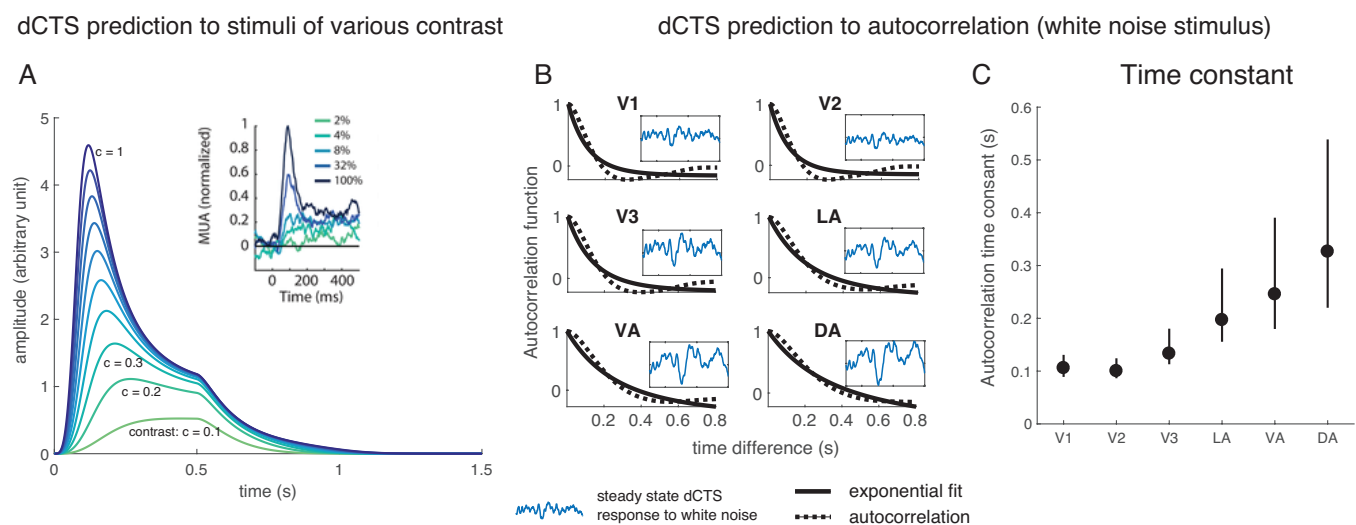 dCTS prediction to stimuli of various contrast
dCTS prediction to autocorrelation (white noise stimulus)
A
5
4
3
2
1
0
amplitude (arbitrary unit)
0
0.5
1
1.5
time (s)
c = 1
c = 0.3
c = 0.2
contrast: c = 0.1
1
0.8
0.6
0.4
0.2
0
MUA (normalized)
2%
4%
8%
32%
100%
0
200
400
Time (ms)
B
Autocorrelation function
V1
1
0
V2
1
0
V3
1
0
LA
1
0
VA
1
0
DA
1
0
0.2 0.4 0.6 0.8
0.2 0.4 0.6 0.8
time difference (s)
steady state dCTS
response to white noise
exponential fit
autocorrelation
C
Time constant
0.6
0.5
0.4
0.3
0.2
0.1
0
Autocorrelation time consant (s)
V1
V2
V3
LA
VA
DA